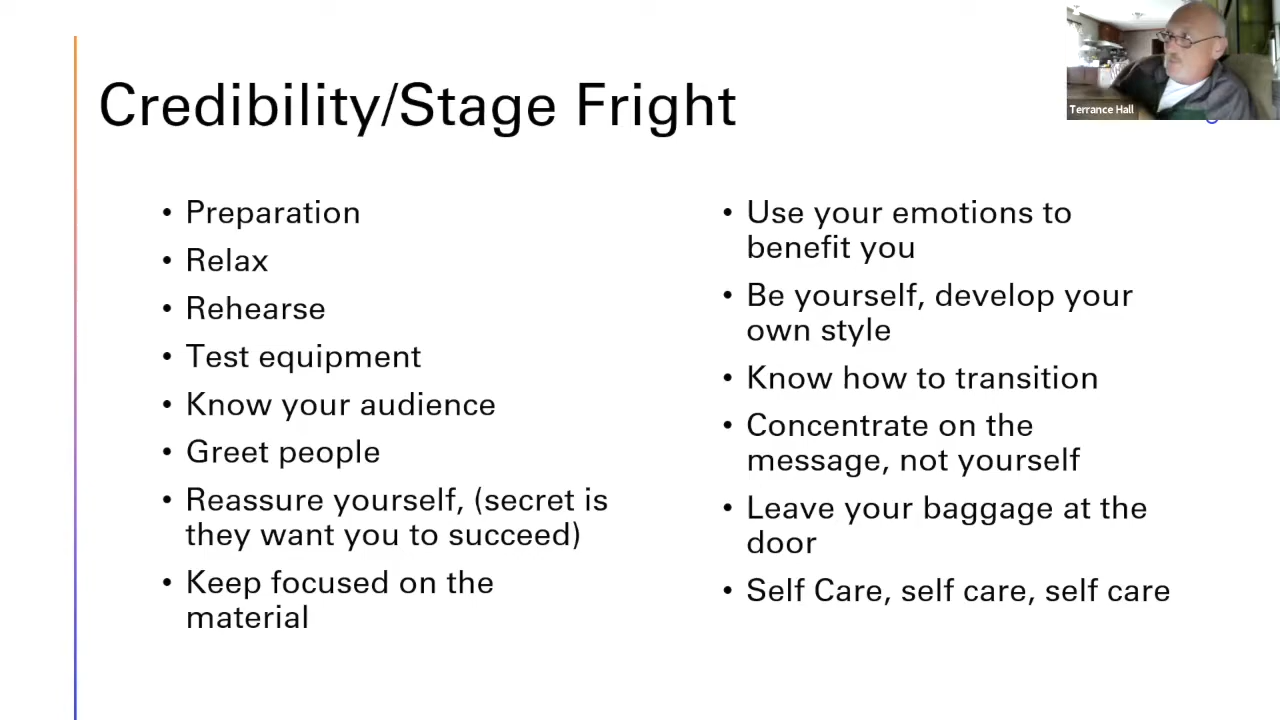 Credibility/Stage Fright
Terrance Hall
• Preparation
• Relax
• Rehearse
• Test equipment
• Know your audience
• Greet people
• Reassure yourself, (secret is
they want you to succeed)
• Keep focused on the
material
• Use your emotions to
benefit you
• Be yourself, develop your
own style
• Know how to transition
• Concentrate on the
message, not yourself
• Leave your baggage at the
door
• Self Care, self care, self care